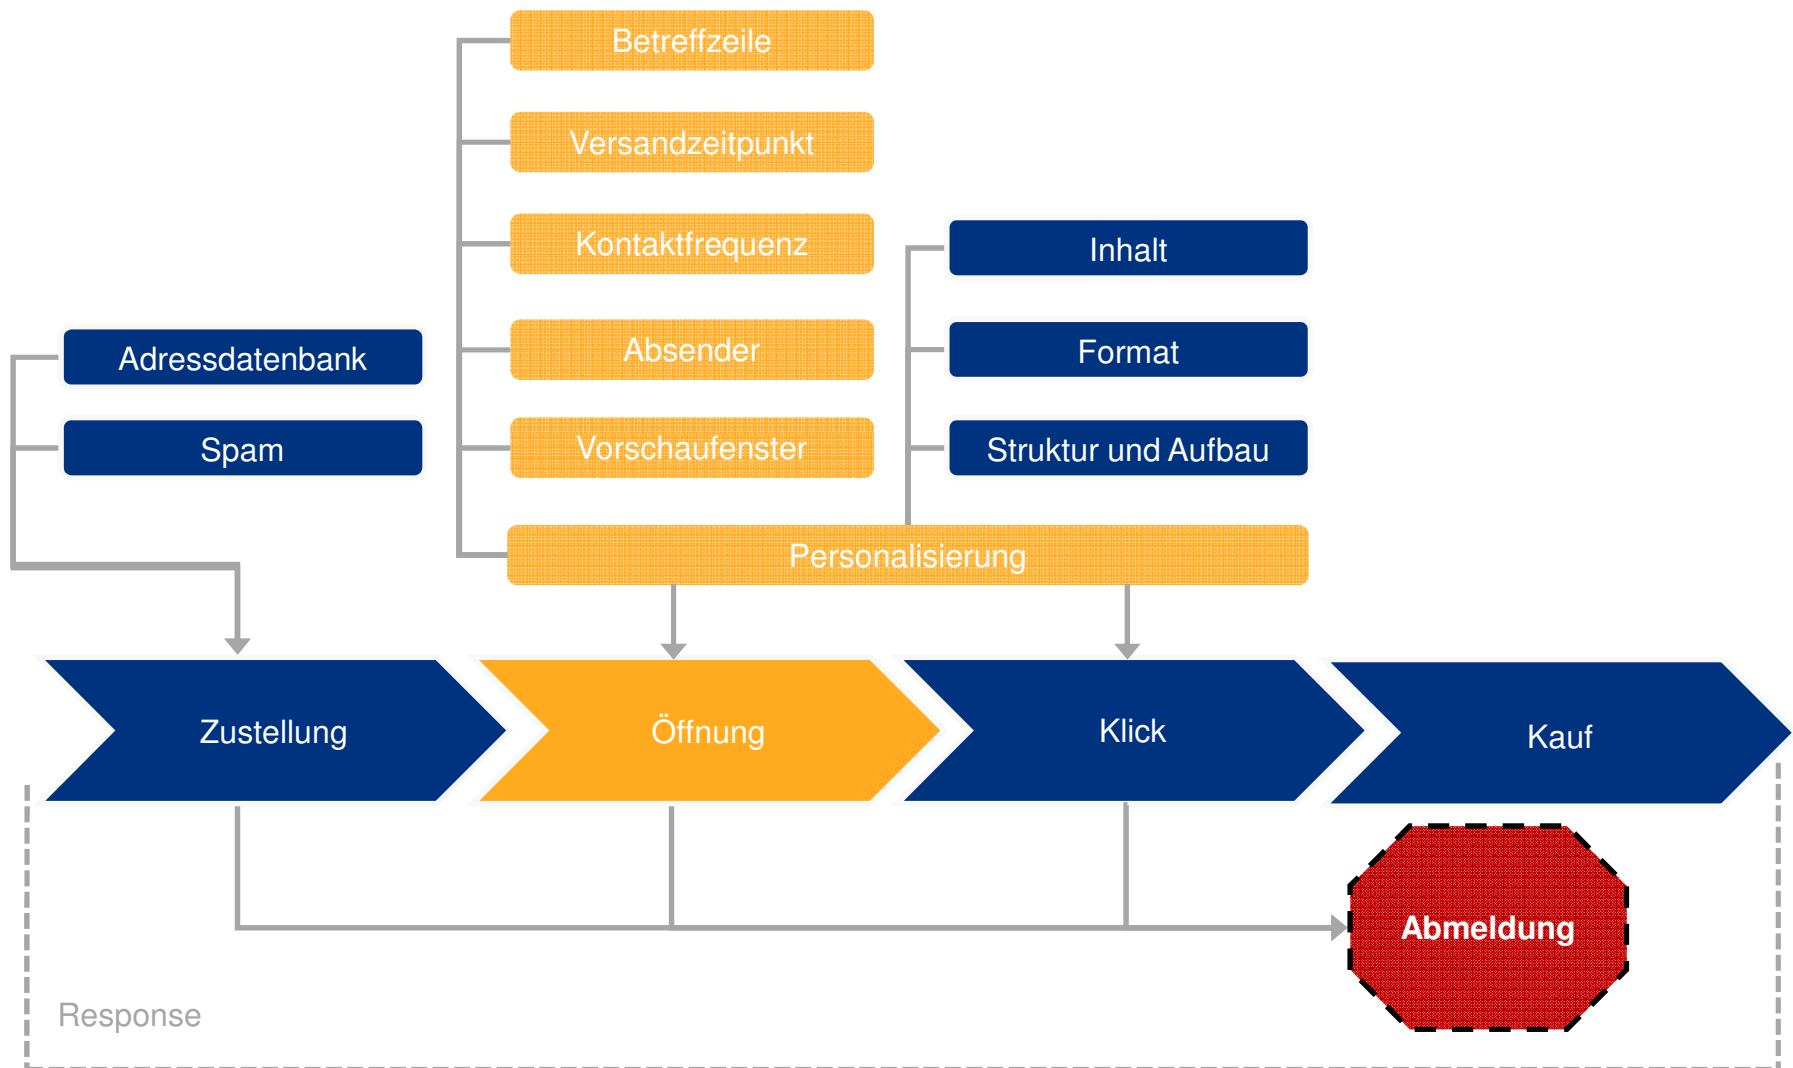 Betreffzeile
Versandzeitpunkt
Kontaktfrequenz
Absender
Vorschaufenster
Inhalt
Format
Struktur und Aufbau
Adressdatenbank
Spam
Personalisierung
Zustellung
Öffnung
Klick
Kauf
Abmeldung
Response